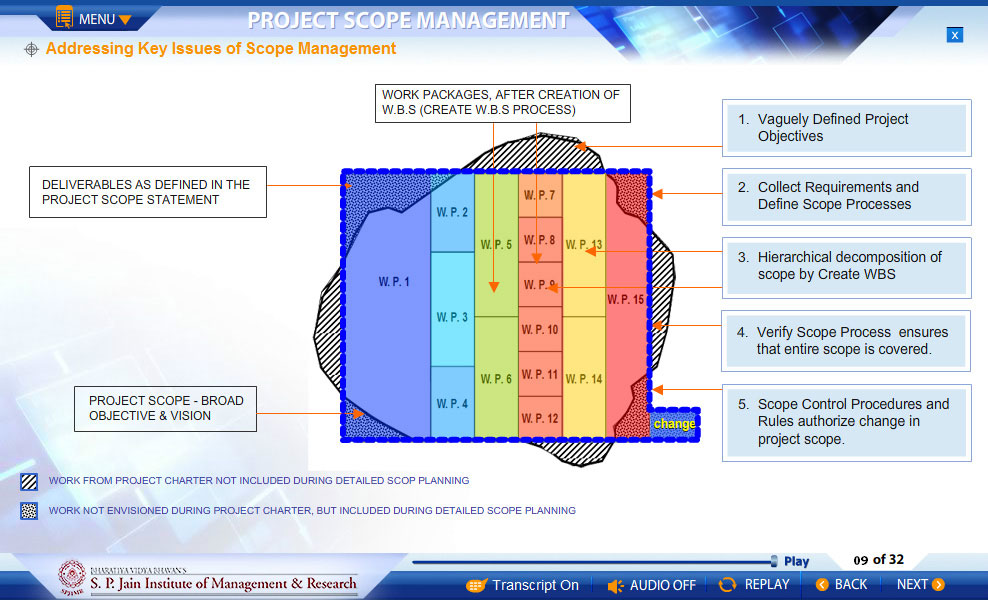 MENU
PROJECT SCOPE MANAGEMENT
x
Addressing Key Issues of Scope Management
WORK PACKAGES, AFTER CREATION OF
W.B.S (CREATE W.B.S PROCESS)
DELIVERABLES AS DEFINED IN THE
PROJECT SCOPE STATEMENT
PROJECT SCOPE - BROAD
OBJECTIVE & VISION
W. P. 1
W. P. 2
W. P. 3
W. P. 4
W. P. 5
W. P. 6
W. P. 7
W. P. 8
W. P. 9
W. P. 10
W. P. 11
W. P. 12
W. P. 13
W. P. 14
W. P. 15
change
1. Vaguely Defined Project
Objectives
2. Collect Requirements and
Define Scope Processes
3. Hierarchical decomposition of
scope by Create WBS
4. Verify Scope Process ensures
that entire scope is covered.
5. Scope Control Procedures and
Rules authorize change in
project scope.
WORK FROM PROJECT CHARTER NOT INCLUDED DURING DETAILED SCOP PLANNING
WORK NOT ENVISIONED DURING PROJECT CHARTER, BUT INCLUDED DURING DETAILED SCOPE PLANNING
BHARATIYA VIDYA BHAVAN'S
S. P. Jain Institute of Management & Research
SPJIMR
Play
09 of 32
Transcript On
AUDIO OFF
REPLAY
BACK
NEXT